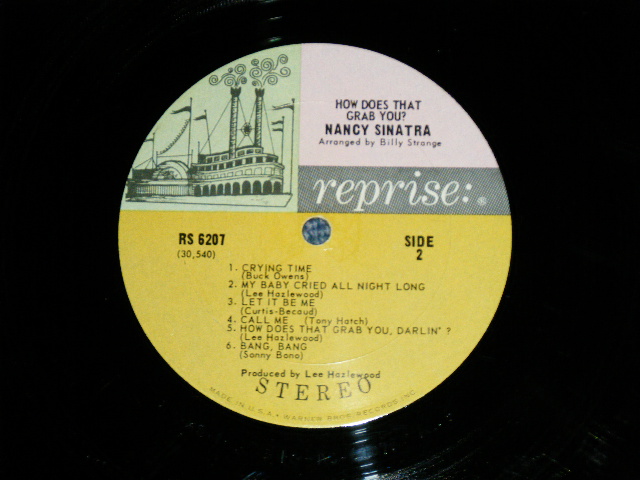 HOW DOES THAT
GRAB YOU?
NANCY SINATRA
Arranged by Billy Strange
reprise: ®
RS 6207
(30,540)
SIDE
2
1. CRYING TIME
(Buck Owens)
2. MY BABY CRIED ALL NIGHT LONG
(Lee Hazlewood)
3. LET IT BE ME
(Curtis-Becaud)
4. CALL ME (Tony Hatch)
5. HOW DOES THAT GRAB YOU, DARLIN' ?
(Lee Hazlewood)
6. BANG, BANG
(Sonny Bono)
Produced by Lee Hazlewood
STEREO
MADE IN U.S.A. • WARNER BROS. RECORDS INC.